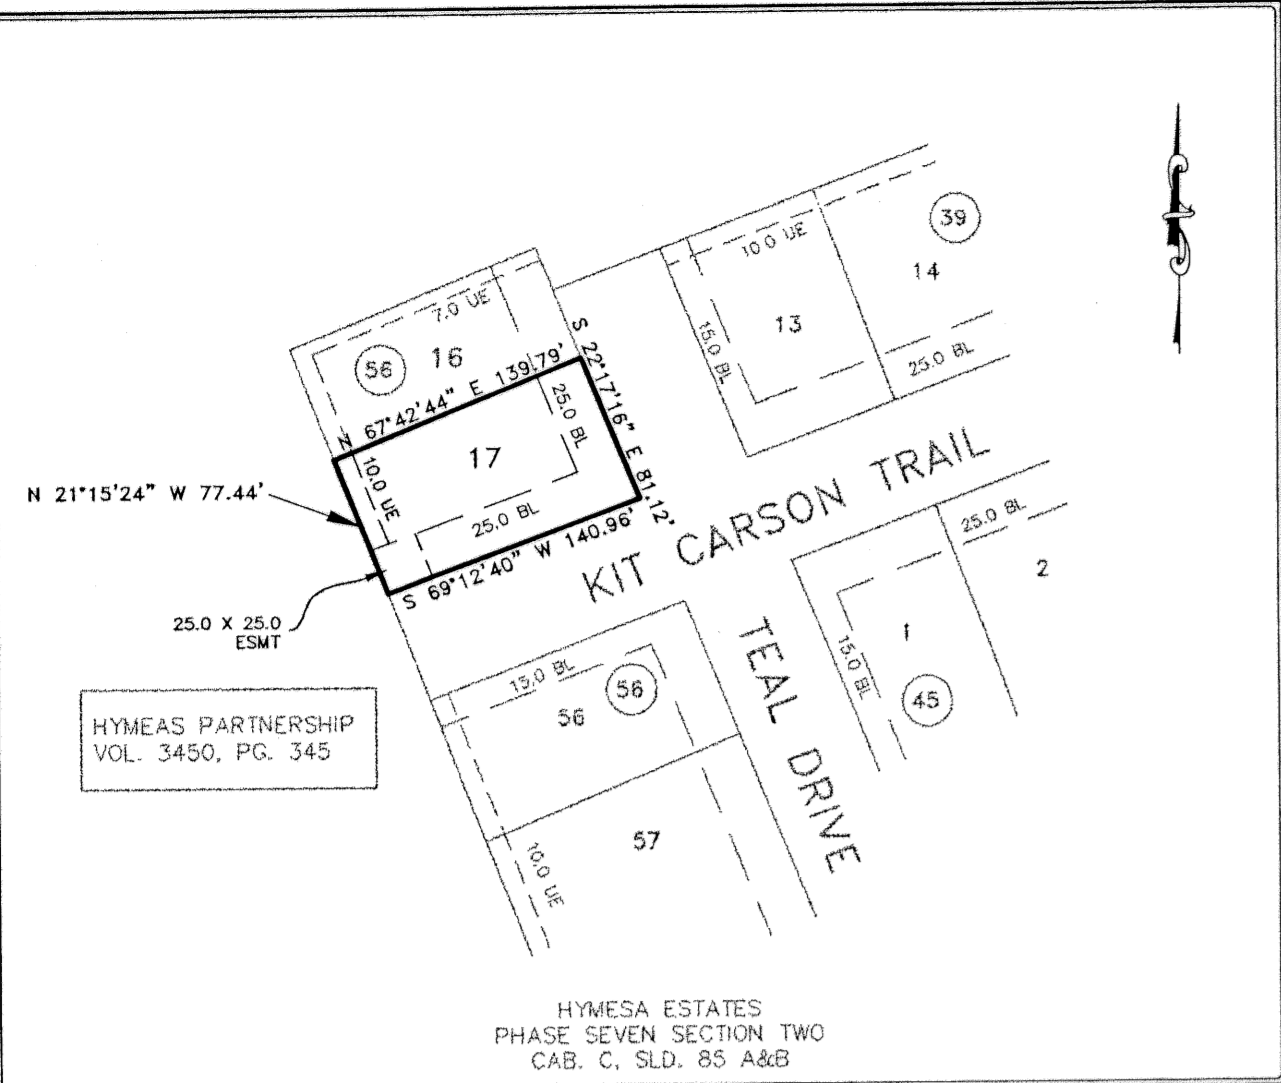 39
10.0 UE
14
7.0 UE
13
15.0 BL
16
56
25.0 BL
S 22°17'16" E 81.12'
N 67°42'44" E 139.79'
25.0 BL
17
10.0 UE
N 21°15'24" W 77.44'
25.0 BL
S 69°12'40" W 140.96'
KIT CARSON TRAIL
25.0 BL
2
25.0 X 25.0
ESMT
1
15.0 BL
45
TEAL DRIVE
15.0 BL
56
56
HYMEAS PARTNERSHIP
VOL. 3450, PG. 345
57
10.0 UE
HYMESA ESTATES
PHASE SEVEN SECTION TWO
CAB. C, SLD. 85 A&B